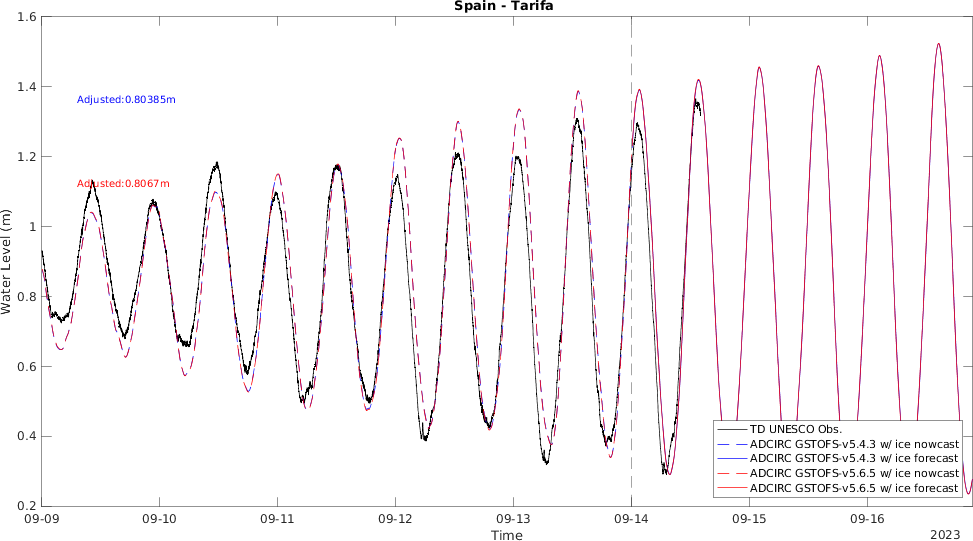 Spain - Tarifa
1.6
1.4
1.2
1
0.8
0.6
0.4
0.2
Water Level (m)
Adjusted:0.80385m
Adjusted:0.8067m
TD UNESCO Obs.
ADCIRC GSTOFS-v5.4.3 w/ ice nowcast
ADCIRC GSTOFS-v5.4.3 w/ ice forecast
ADCIRC GSTOFS-v5.6.5 w/ ice nowcast
ADCIRC GSTOFS-v5.6.5 w/ ice forecast
09-09 09-10 09-11 09-12 09-13 09-14 09-15 09-16
Time
2023